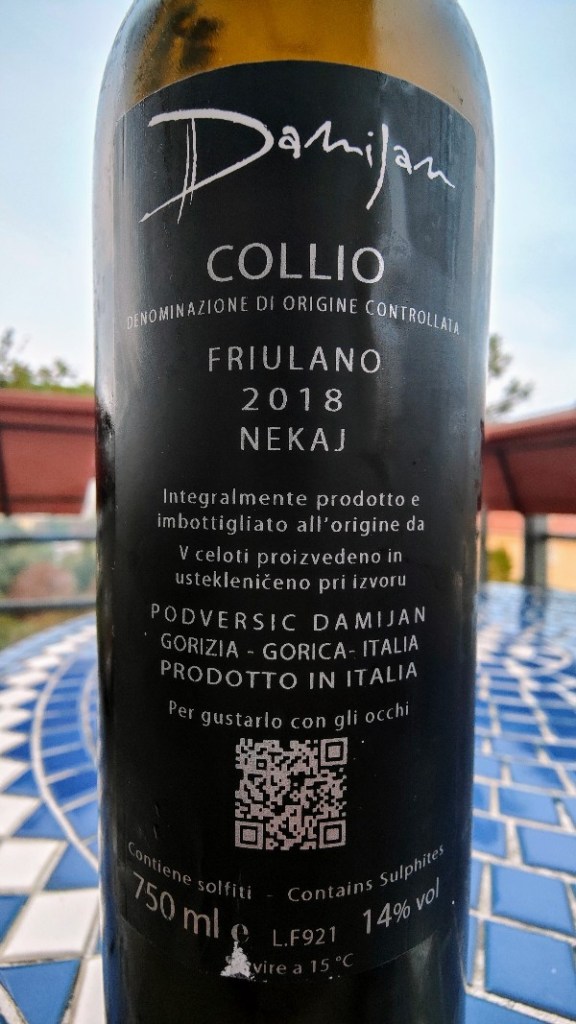 Damijan
COLLIO
DENOMINAZIONE DI ORIGINE CONTROLLATA
FRIULANO
2018
NEKAJ
Integralmente prodotto e
imbottigliato all'origine da
V celoti proizvedeno in
ustekleničeno pri izvoru
PODVERSIC DAMIJAN
GORIZIA - GORICA- ITALIA
PRODOTTO IN ITALIA
Per gustarlo con gli occhi
Contiene solfiti - Contains Sulphites
750 ml e L.F921 14% vol
vire a 15 °C